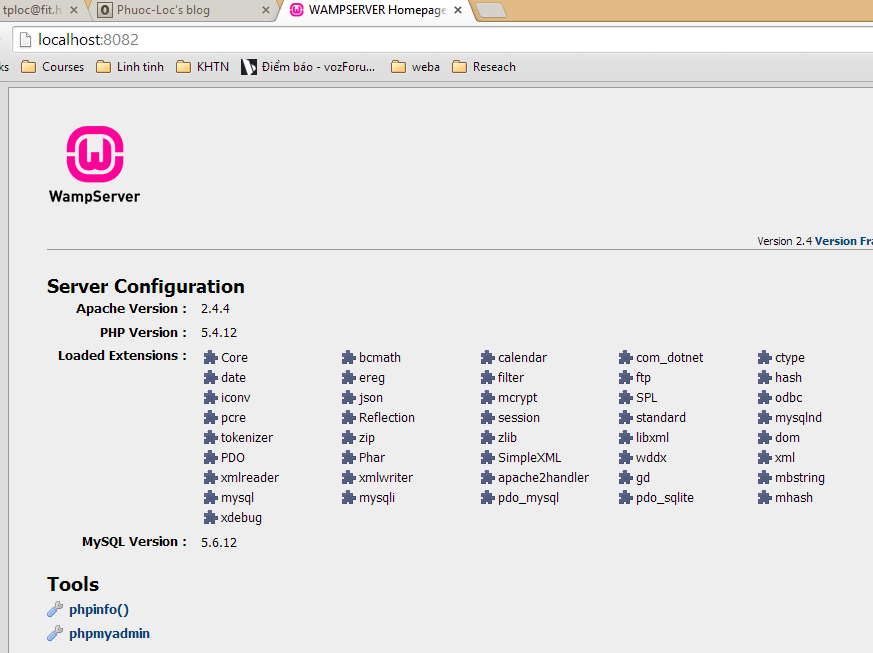 tploc@fit.h Phuoc-Loc's blog WAMPSERVER Homepage
localhost:8082
ks Courses Linh tinh KHTN Điểm báo - vozForu... weba Reseach
WampServer
Version 2.4 Version Fra
Server Configuration
Apache Version : 2.4.4
PHP Version : 5.4.12
Loaded Extensions : Core bcmath calendar com_dotnet ctype
date ereg filter ftp hash
iconv json mcrypt SPL odbc
pcre Reflection session standard mysqlnd
tokenizer zip zlib libxml dom
PDO Phar SimpleXML wddx xml
xmlreader xmlwriter apache2handler gd mbstring
mysql mysqli pdo_mysql pdo_sqlite mhash
xdebug
MySQL Version : 5.6.12
Tools
phpinfo()
phpmyadmin